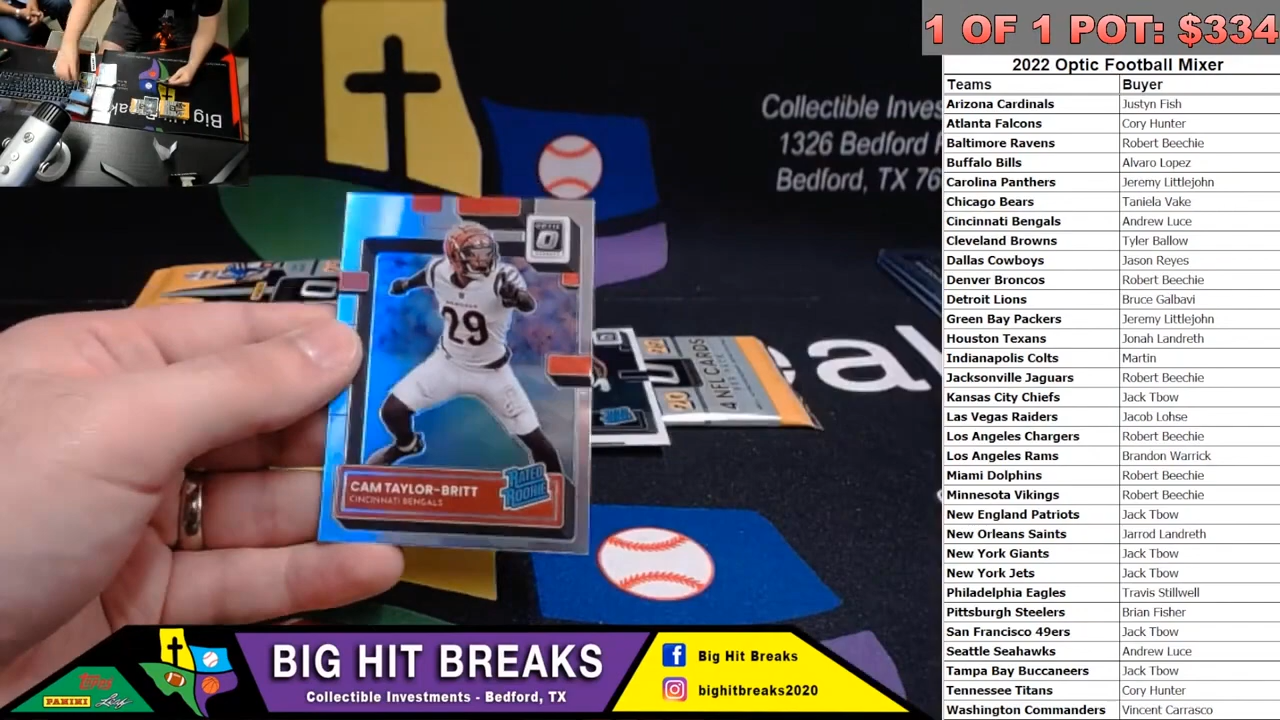 1 OF 1 POT: $334
2022 Optic Football Mixer
Teams Buyer
Arizona Cardinals Justyn Fish
Atlanta Falcons Cory Hunter
Baltimore Ravens Robert Beechie
Buffalo Bills Alvaro Lopez
Carolina Panthers Jeremy Littlejohn
Chicago Bears Taniela Vake
Cincinnati Bengals Andrew Luce
Cleveland Browns Tyler Ballow
Dallas Cowboys Jason Reyes
Denver Broncos Robert Beechie
Detroit Lions Bruce Galbavi
Green Bay Packers Jeremy Littlejohn
Houston Texans Jonah Landreth
Indianapolis Colts Martin
Jacksonville Jaguars Robert Beechie
Kansas City Chiefs Jack Tbow
Las Vegas Raiders Jacob Lohse
Los Angeles Chargers Robert Beechie
Los Angeles Rams Brandon Warrick
Miami Dolphins Robert Beechie
Minnesota Vikings Robert Beechie
New England Patriots Jack Tbow
New Orleans Saints Jarrod Landreth
New York Giants Jack Tbow
New York Jets Jack Tbow
Philadelphia Eagles Travis Stillwell
Pittsburgh Steelers Brian Fisher
San Francisco 49ers Jack Tbow
Seattle Seahawks Andrew Luce
Tampa Bay Buccaneers Jack Tbow
Tennessee Titans Cory Hunter
Washington Commanders Vincent Carrasco
Collectible Inves
1326 Bedford
Bedford, TX 76
Big
eal
4 NFL CARDS
29
CAM TAYLOR-BRITT
CINCINNATI BENGALS
RATED
ROOKIE
BIG HIT BREAKS
Collectible Investments - Bedford, TX
Big Hit Breaks
bighitbreaks2020
Topps
PANINI
Leaf